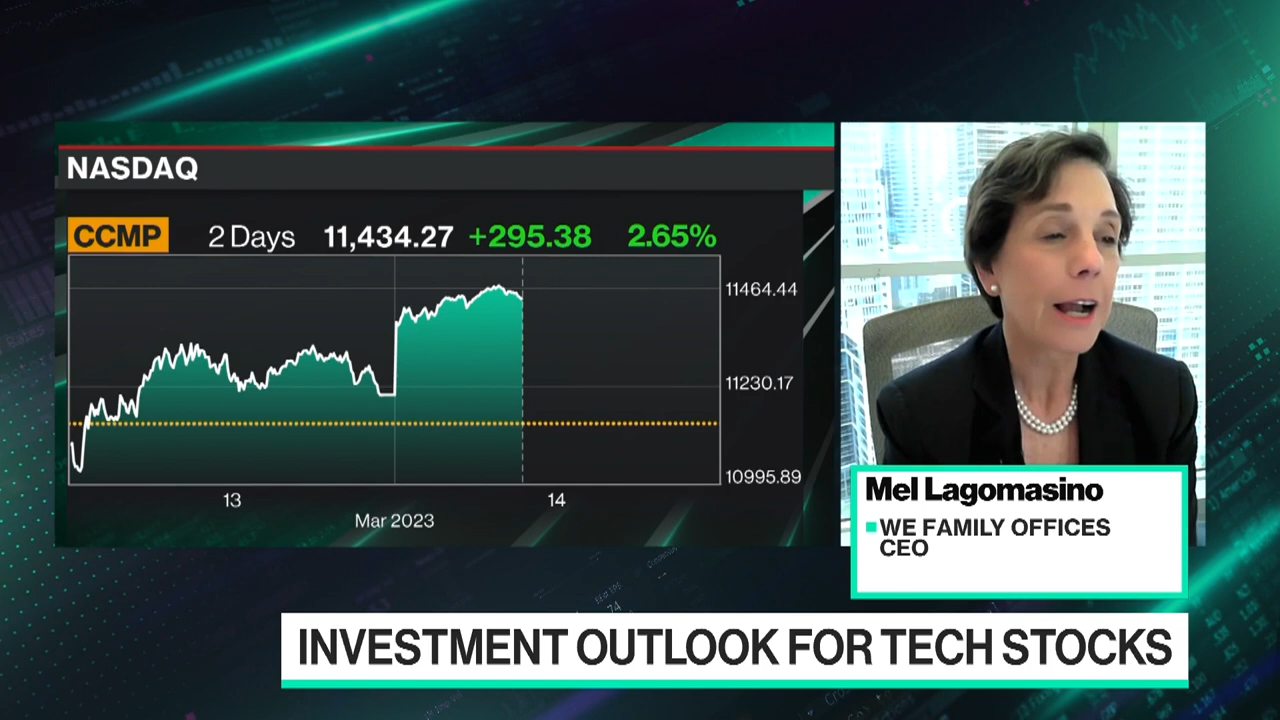 NASDAQ
CCMP 2 Days 11,434.27 +295.38 2.65%
11464.44
11230.17
10995.89
13 14
Mar 2023
Mel Lagomasino
WE FAMILY OFFICES
CEO
INVESTMENT OUTLOOK FOR TECH STOCKS